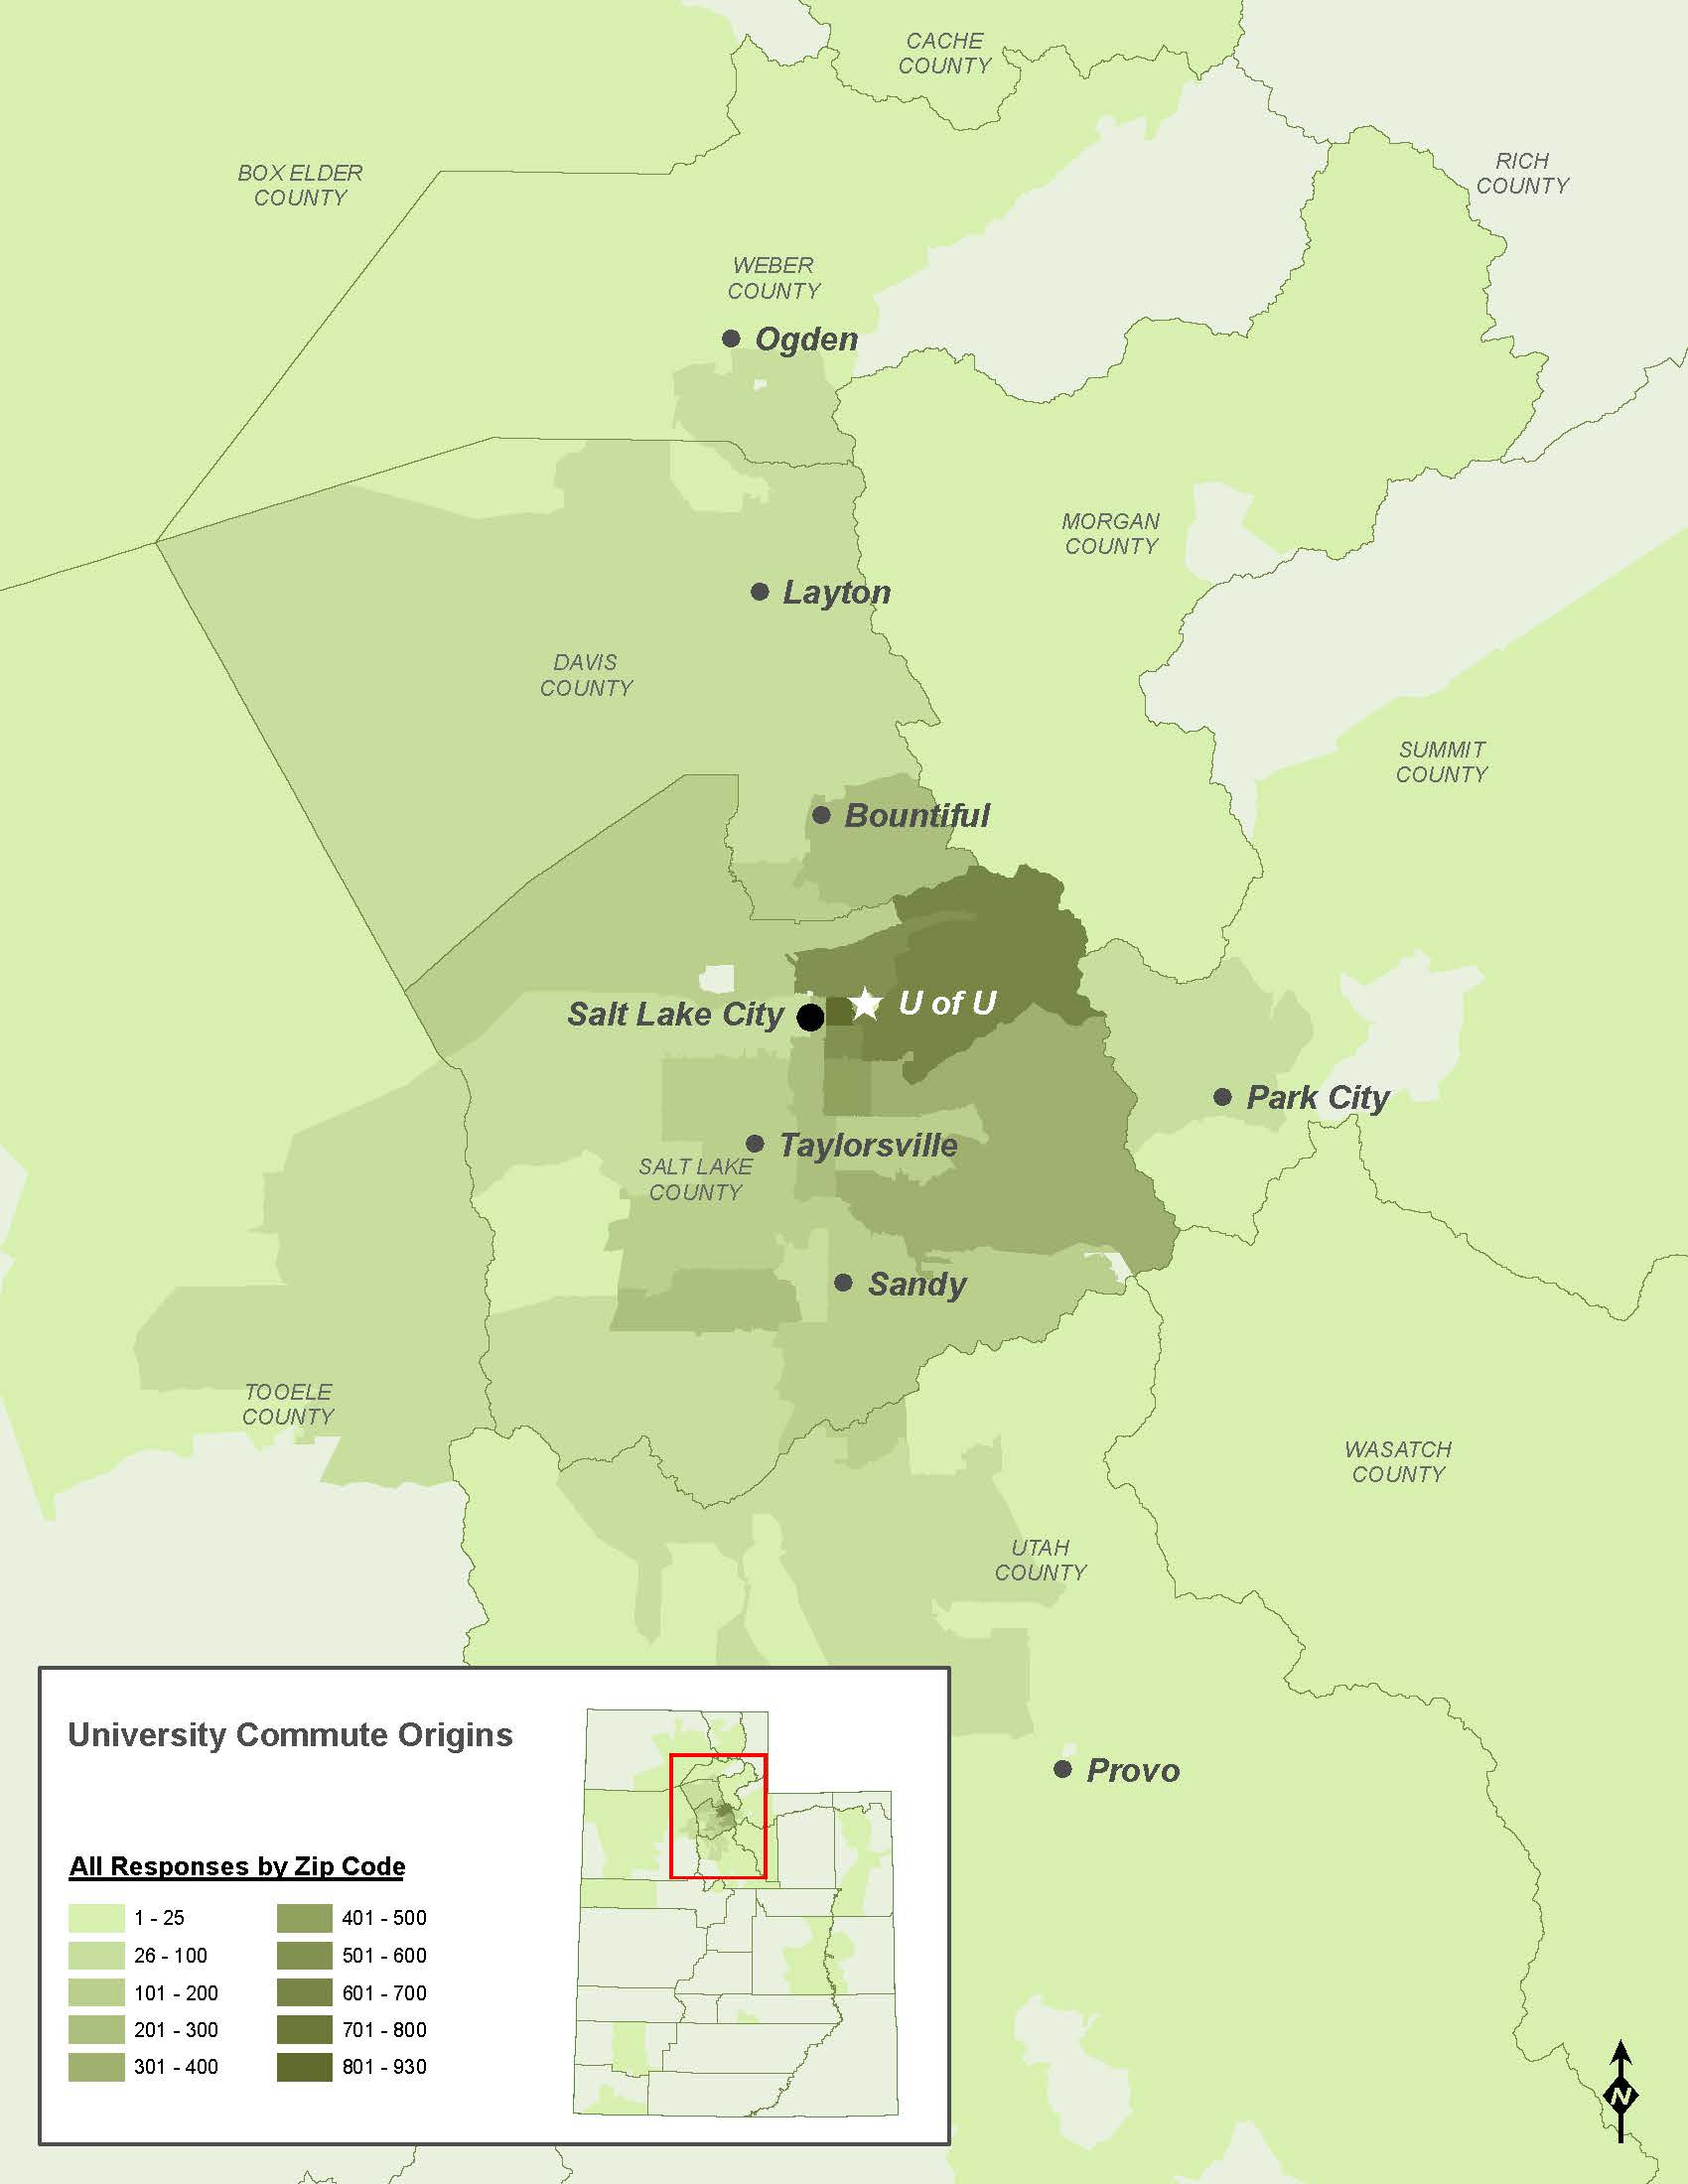 CACHE
COUNTY
BOX ELDER
COUNTY
RICH
COUNTY
WEBER
COUNTY
Ogden
MORGAN
COUNTY
Layton
DAVIS
COUNTY
SUMMIT
COUNTY
Bountiful
U of U
Salt Lake City
Park City
Taylorsville
SALT LAKE
COUNTY
Sandy
TOOELE
COUNTY
WASATCH
COUNTY
UTAH
COUNTY
Provo
University Commute Origins
All Responses by Zip Code
1 - 25
26 - 100
101 - 200
201 - 300
301 - 400
401 - 500
501 - 600
601 - 700
701 - 800
801 - 930
N